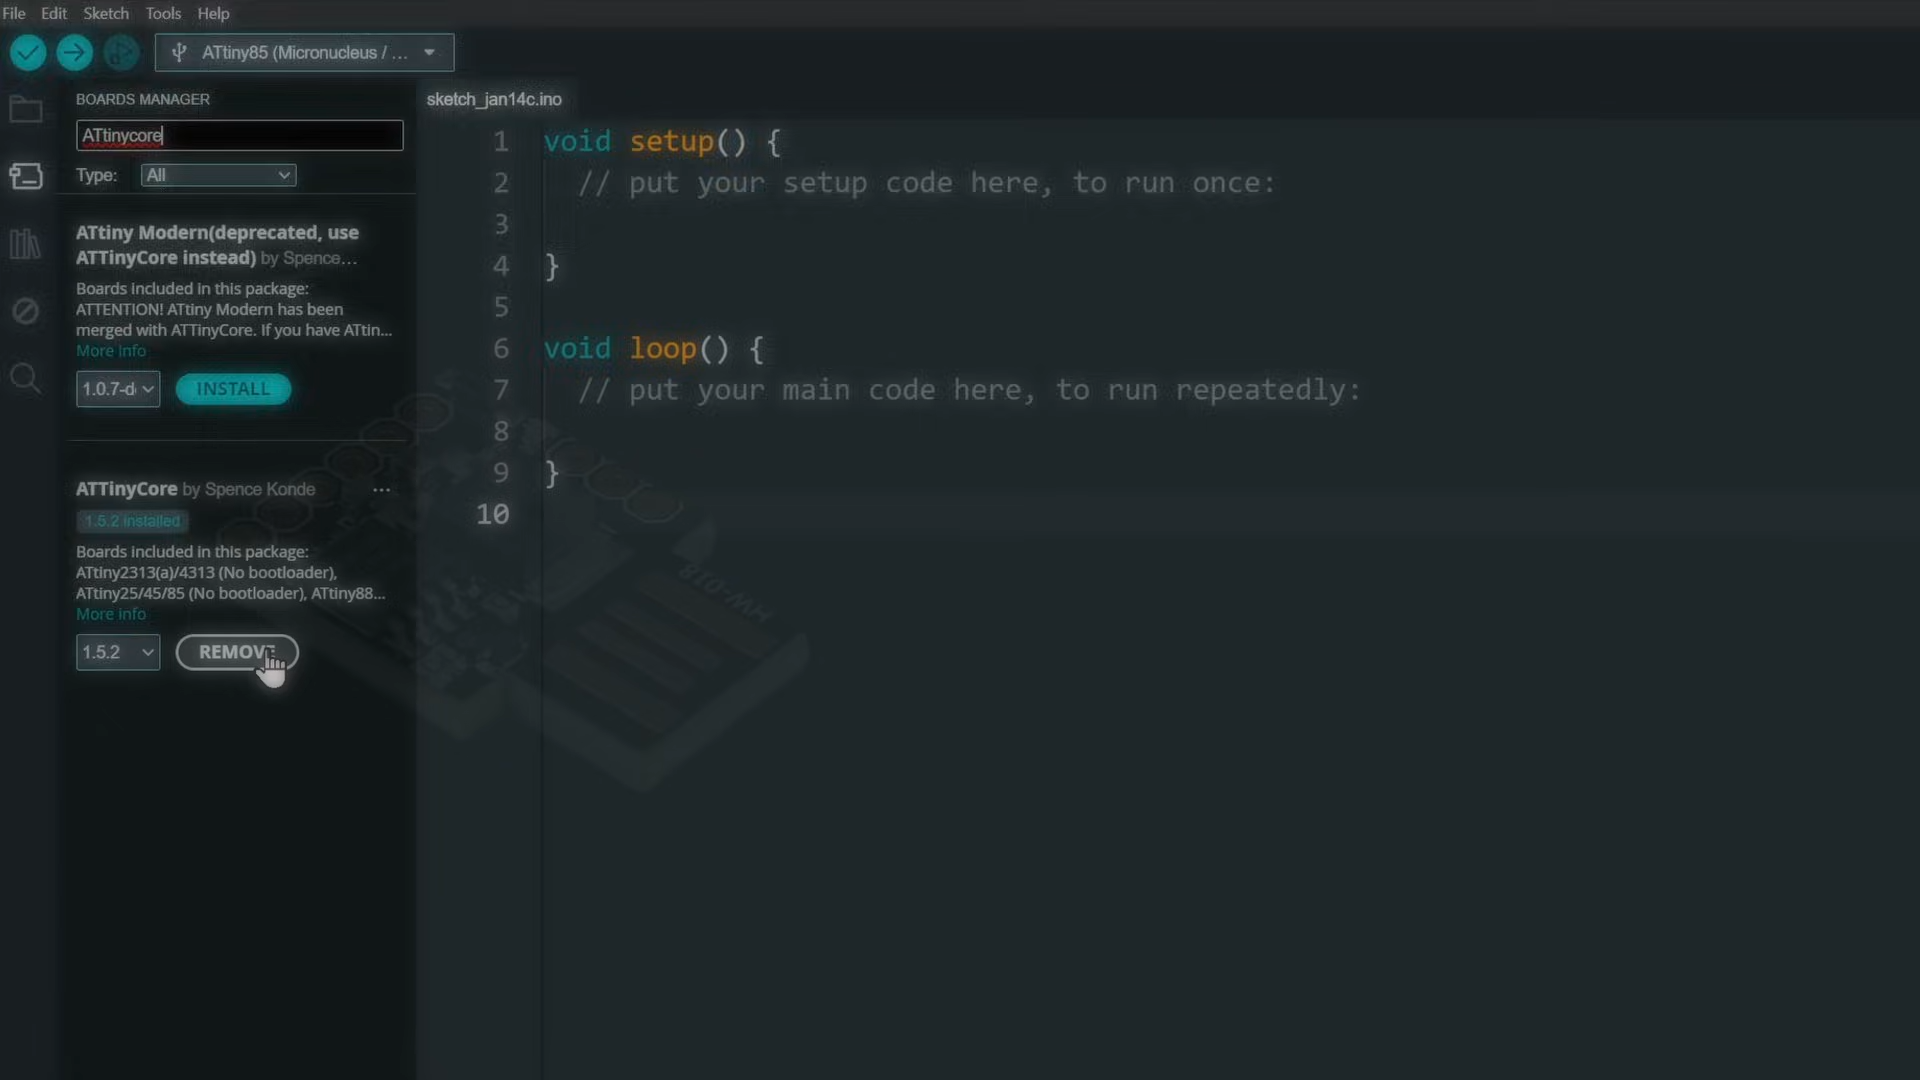 File Edit Sketch Tools Help
ATtiny85 (Micronucleus / ...
BOARDS MANAGER
ATtinycore
Type: All
ATtiny Modern(deprecated, use
ATTinyCore instead) by Spence...
Boards included in this package:
ATTENTION! ATtiny Modern has been
merged with ATTinyCore. If you have ATtin...
More info
1.0.7-d INSTALL
ATTinyCore by Spence Konde ...
1.5.2 installed
Boards included in this package:
ATtiny2313(a)/4313 (No bootloader),
ATtiny25/45/85 (No bootloader), ATtiny88...
More info
1.5.2 REMOVE
sketch_jan14c.ino
1 void setup() {
2 // put your setup code here, to run once:
3
4 }
5
6 void loop() {
7 // put your main code here, to run repeatedly:
8
9 }
10
HW-018